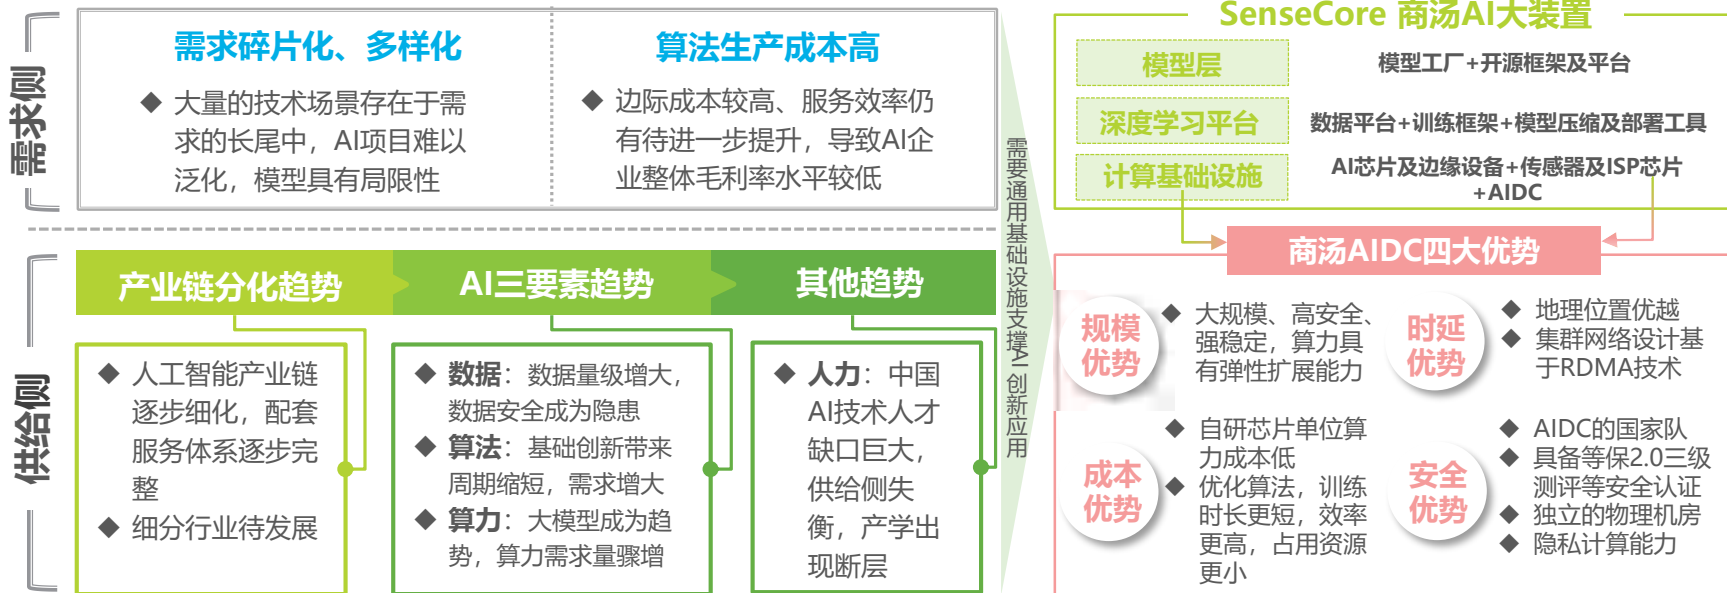 需求侧
需求碎片化、多样化
◆ 大量的技术场景存在于需
求的长尾中，AI项目难以
泛化，模型具有局限性
算法生产成本高
◆ 边际成本较高、服务效率仍
有待进一步提升，导致AI企
业整体毛利率水平较低
供给侧
产业链分化趋势
◆ 人工智能产业链
逐步细化，配套
服务体系逐步完
整
◆ 细分行业待发展
AI三要素趋势
◆ 数据：数据量级增大，
数据安全成为隐患
◆ 算法：基础创新带来
周期缩短，需求增大
◆ 算力：大模型成为趋
势，算力需求量骤增
其他趋势
◆ 人力：中国
AI技术人才
缺口巨大，
供给侧失
衡，产学出
现断层
需要通用基础设施支撑AI创新应用
SenseCore 商汤AI大装置
模型层
模型工厂+开源框架及平台
深度学习平台
数据平台+训练框架+模型压缩及部署工具
计算基础设施
AI芯片及边缘设备+传感器及ISP芯片
+AIDC
商汤AIDC四大优势
规模
优势
◆ 大规模、高安全、
强稳定，算力具
有弹性扩展能力
时延
优势
◆ 地理位置优越
◆ 集群网络设计基
于RDMA技术
成本
优势
◆ 自研芯片单位算
力成本低
◆ 优化算法，训练
时长更短，效率
更高，占用资源
更小
安全
优势
◆ AIDC的国家队
◆ 具备等保2.0三级
测评等安全认证
◆ 独立的物理机房
◆ 隐私计算能力